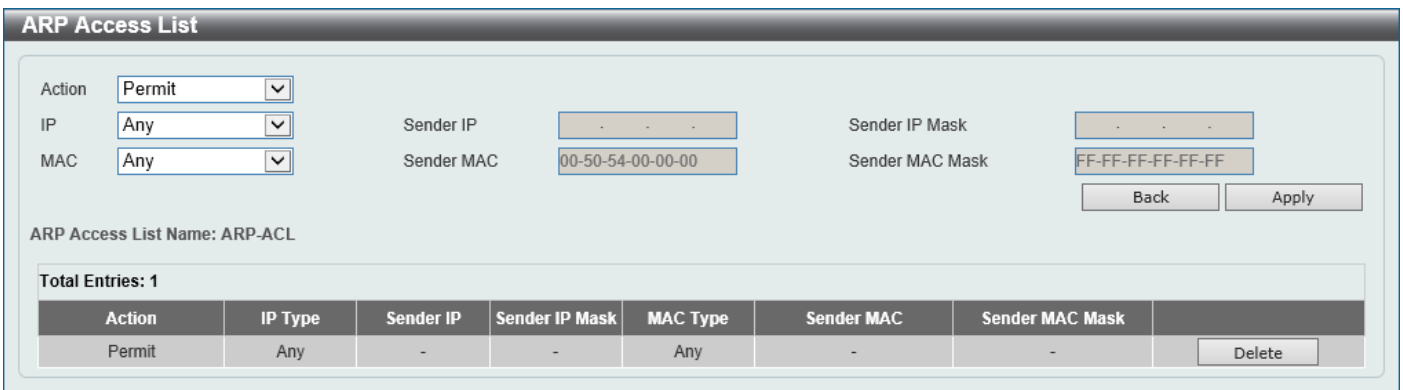 ARP Access List
Action Permit
IP Any Sender IP . . . Sender IP Mask . . .
MAC Any Sender MAC 00-50-54-00-00-00 Sender MAC Mask FF-FF-FF-FF-FF-FF
Back Apply
ARP Access List Name: ARP-ACL
Total Entries: 1
Action IP Type Sender IP Sender IP Mask MAC Type Sender MAC Sender MAC Mask
Permit Any - - Any - - Delete